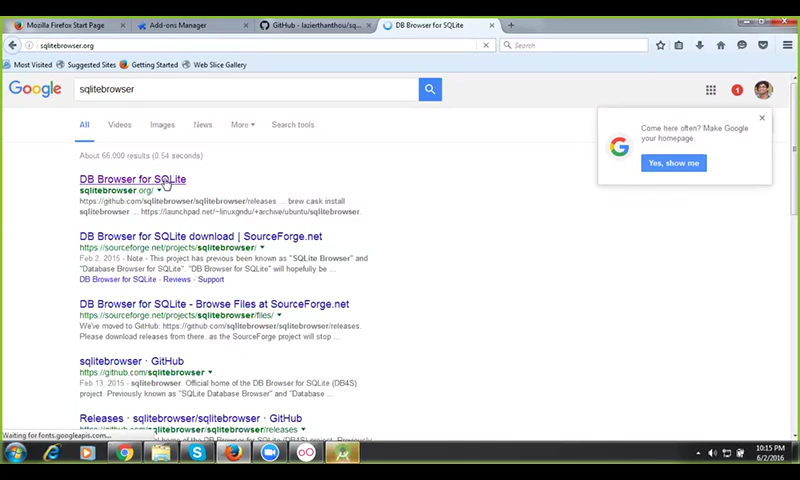 Mozilla Firefox Start Page
Add-ons Manager
GitHub - lazierthanthou/sq...
DB Browser for SQLite
sqlitebrowser.org/
Search
Most Visited
Suggested Sites
Getting Started
Web Slice Gallery
Google
sqlitebrowser
1
All
Videos
Images
News
More
Search tools
Come here often? Make Google
your homepage.
Yes, show me
About 65,000 results (0.54 seconds)
DB Browser for SQLite
sqlitebrowser.org/
https://github.com/sqlitebrowser/sqlitebrowser/releases ... brew cask install
sqlitebrowser ... https://launchpad.net/~linuxgndu/+archive/ubuntu/sqlitebrowser.
DB Browser for SQLite download | SourceForge.net
https://sourceforge.net/projects/sqlitebrowser/
Feb 2, 2015 - Note - This project has previously been known as "SQLite Browser" and
"Database Browser for SQLite". "DB Browser for SQLite" will hopefully be ...
DB Browser for SQLite - Reviews - Support
DB Browser for SQLite - Browse Files at SourceForge.net
https://sourceforge.net/projects/sqlitebrowser/files/
We've moved to GitHub: https://github.com/sqlitebrowser/sqlitebrowser/releases.
Please download releases from there, as the SourceForge project will stop ...
sqlitebrowser · GitHub
https://github.com/sqlitebrowser
Feb 13, 2015 - sqlitebrowser. Official home of the DB Browser for SQLite (DB4S)
project. Previously known as "SQLite Database Browser" and "Database ...
Releases · sqlitebrowser/sqlitebrowser · GitHub
https://github.com/sqlitebrowser/sqlitebrowser/releases
Waiting for fonts.googleapis.com...
10:15 PM
6/2/2016